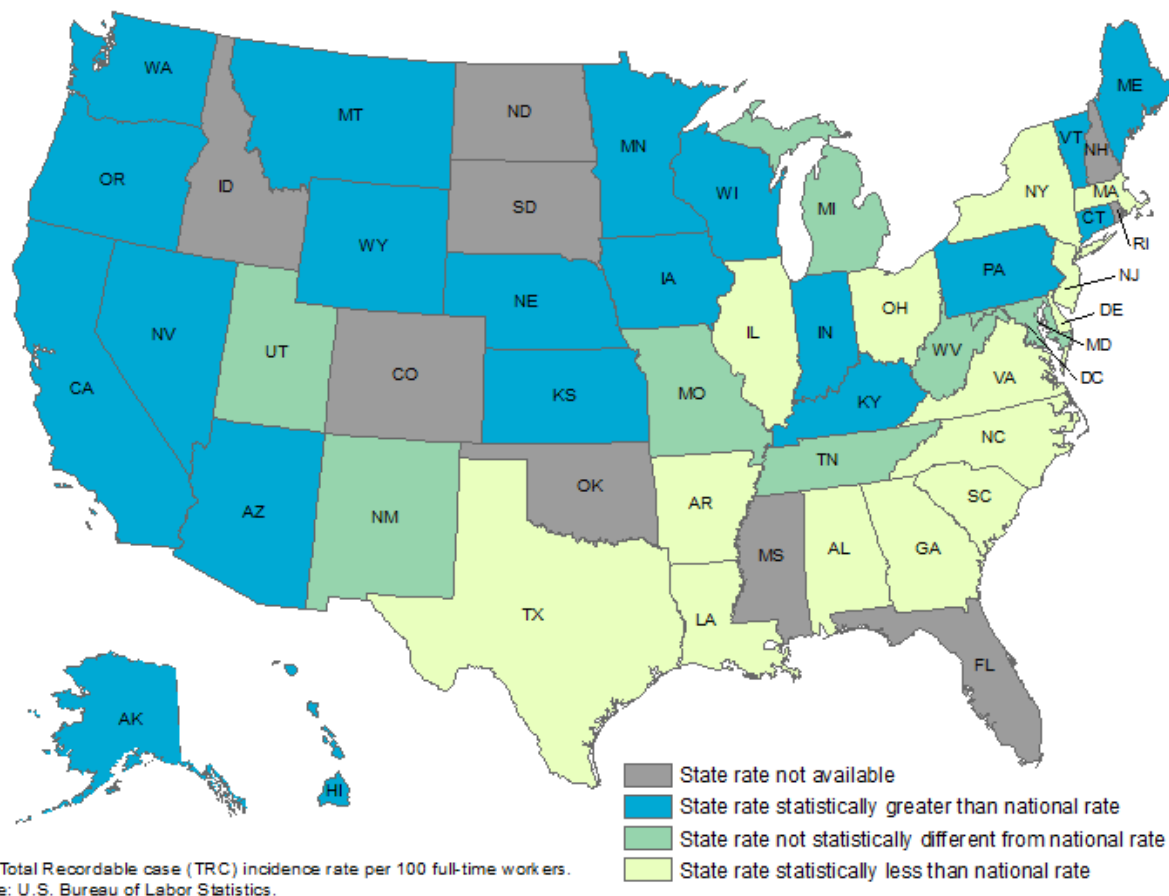 WA
MT
ND
MN
ME
VT
NH
OR
ID
SD
WI
MI
NY
MA
CT
RI
WY
IA
NE
PA
NJ
NV
UT
CO
IL
IN
OH
DE
MD
WV
DC
CA
KS
MO
KY
VA
TN
NC
AZ
NM
OK
AR
SC
MS
AL
GA
TX
LA
FL
AK
HI
State rate not available
State rate statistically greater than national rate
State rate not statistically different from national rate
State rate statistically less than national rate
Total Recordable case (TRC) incidence rate per 100 full-time workers.
e: U.S. Bureau of Labor Statistics.